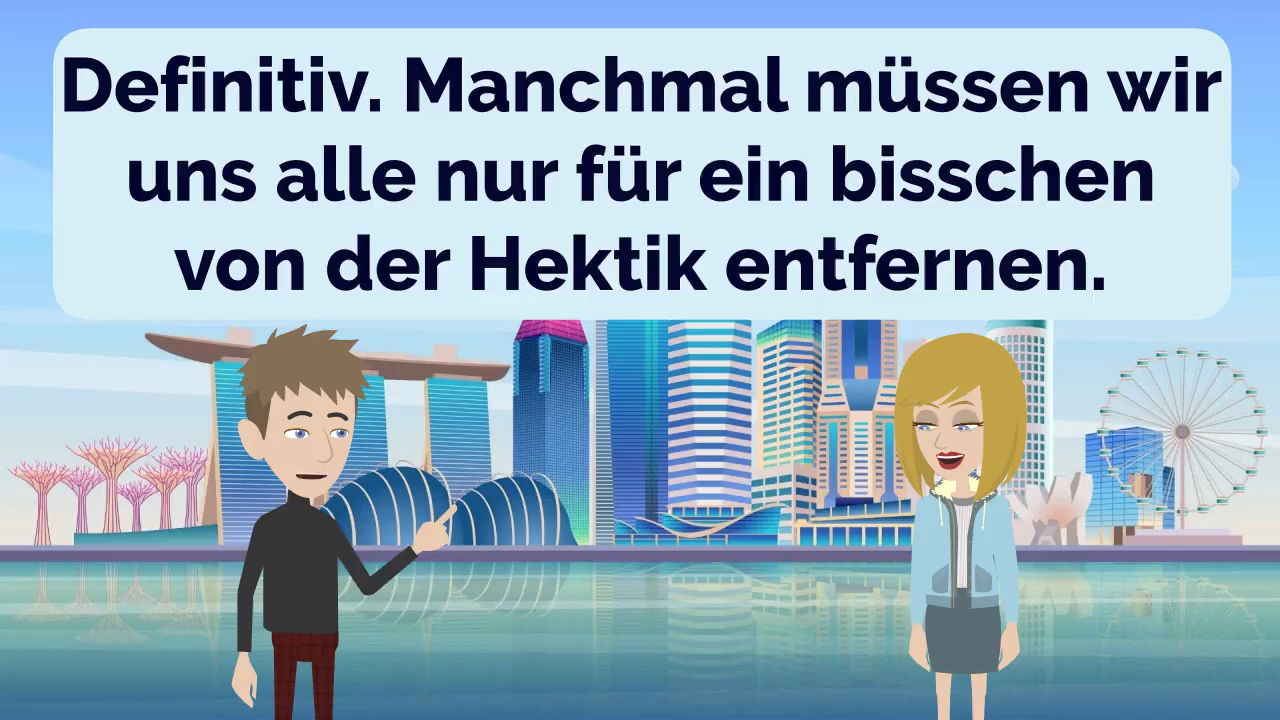 Definitiv. Manchmal müssen wir
uns alle nur für ein bisschen
von der Hektik entfernen.